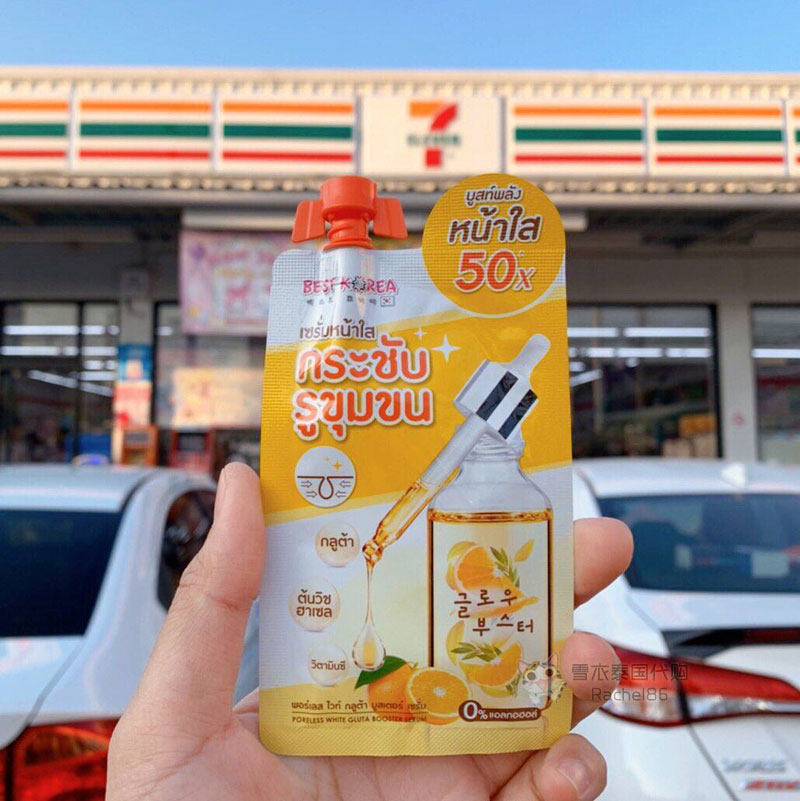 7
ELEVEN
บูสท์พลัง
หน้าใส
50x
BEST KOREA
เซรั่มหน้าใส
กระชับ
รูขุมขน
กลูต้า
ต้นวิช
ฮาเซล
วิตามินซี
글로우
부스터
พอร์เลส ไวท์ กลูต้า บูสเตอร์ เซรั่ม
PORELESS WHITE GLUTA BOOSTER SERUM
0% แอลกอฮอล์
雪衣泰国代购
Rachel86